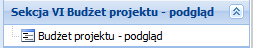 Sekcja VI Budżet projektu - podgląd
Budżet projektu - podgląd